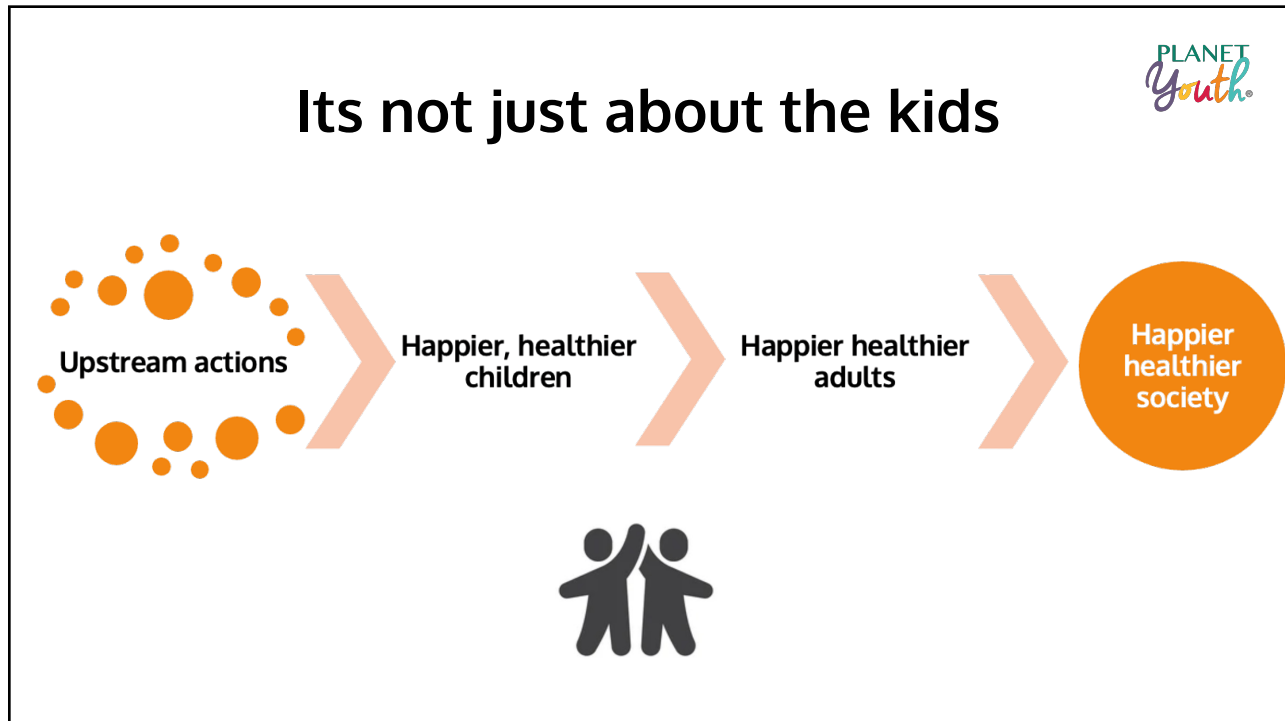 PLANET
Youth®
Its not just about the kids
Upstream actions
Happier, healthier
children
Happier healthier
adults
Happier
healthier
society